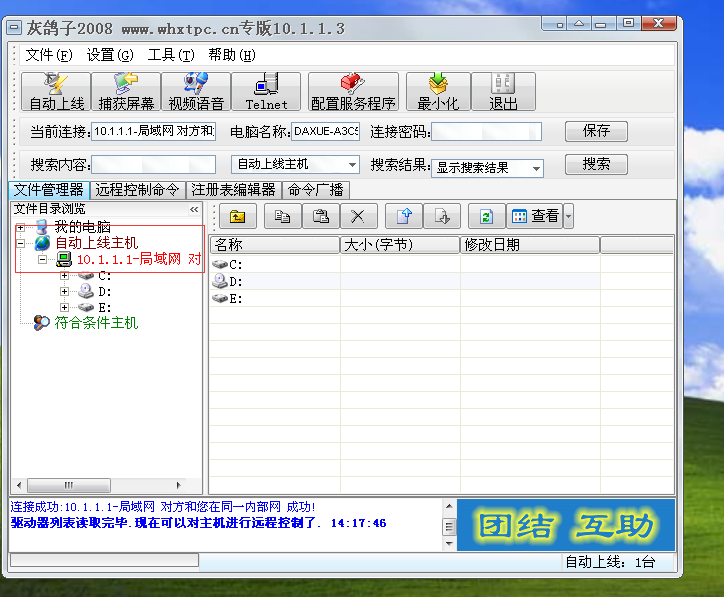 灰鸽子2008 www.whxtpc.cn专版10.1.1.3
文件(F) 设置(G) 工具(T) 帮助(H)
自动上线 捕获屏幕 视频语音 Telnet 配置服务程序 最小化 退出
当前连接: 10.1.1.1-局域网 对方和 电脑名称: DAXUE-A3C 连接密码: 保存
搜索内容: 自动上线主机 搜索结果: 显示搜索结果 搜索
文件管理器 远程控制命令 注册表编辑器 命令广播
文件目录浏览 «
查看
我的电脑
自动上线主机
10.1.1.1-局域网 对
C:
D:
E:
符合条件主机
名称 大小(字节) 修改日期
C:
D:
E:
连接成功:10.1.1.1-局域网 对方和您在同一内部网 成功!
驱动器列表读取完毕.现在可以对主机进行远程控制了. 14:17:46
团结 互助
自动上线: 1台